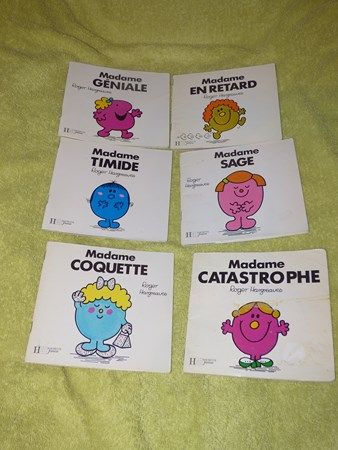 Madame
GÉNIALE
Roger Hargreaves
H
Madame
EN RETARD
Roger Hargreaves
H
Madame
TIMIDE
Roger Hargreaves
H
Madame
SAGE
Roger
Hargreaves
H
Madame
COQUETTE
Roger
Hargreaves
H
Madame
CATASTROPHE
Roger Hargreaves
H